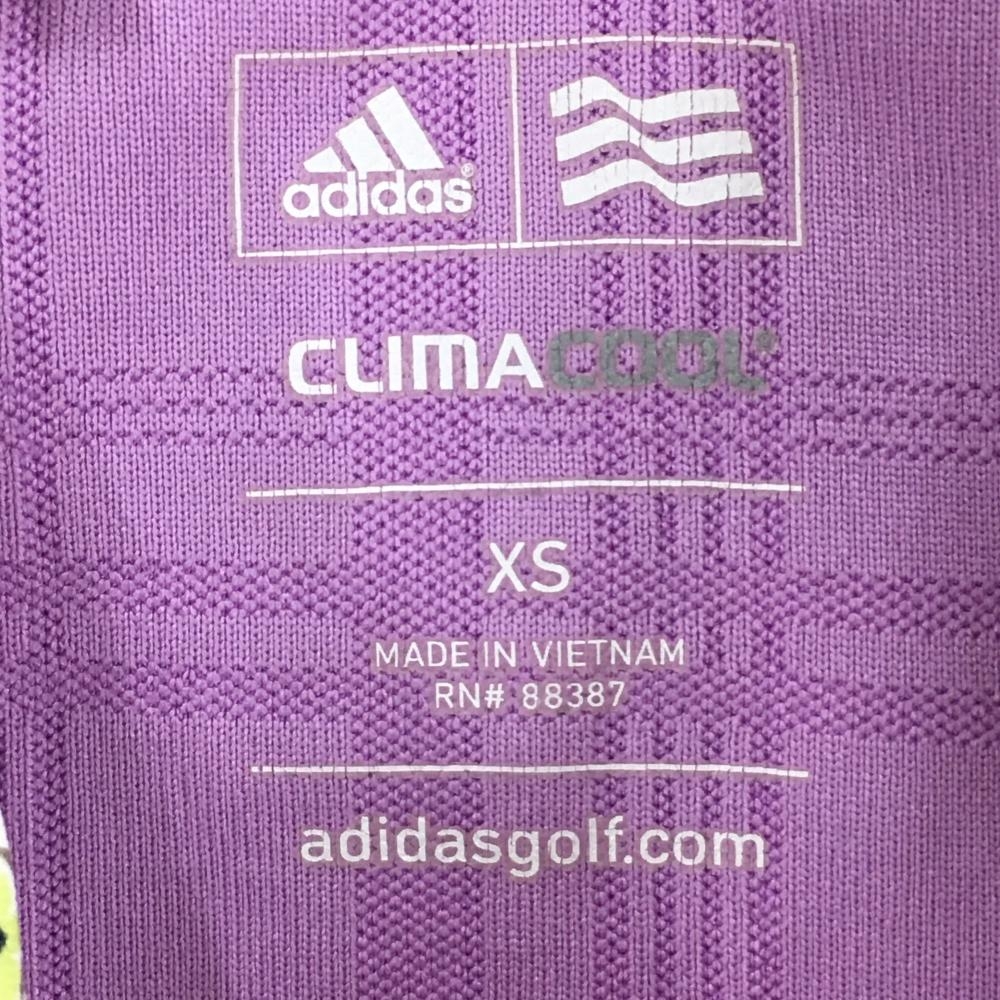 adidas®
CLIMACOOL®
XS
MADE IN VIETNAM
RN# 88387
adidasgolf.com